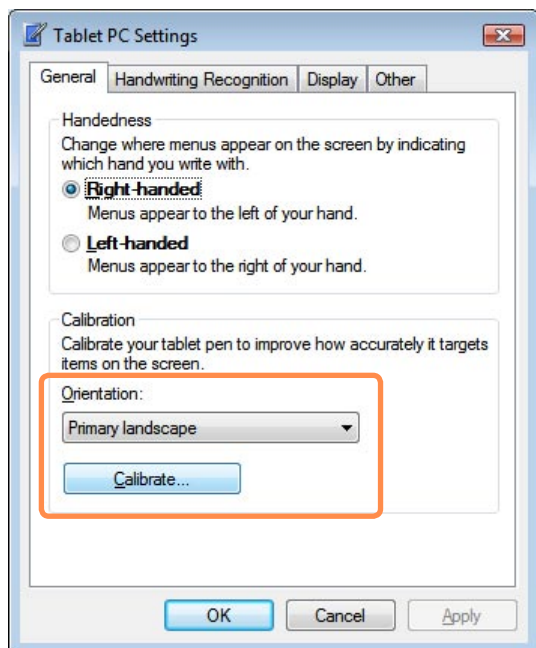 Tablet PC Settings
General Handwriting Recognition Display Other
Handedness
Change where menus appear on the screen by indicating
which hand you write with.
Right-handed
Menus appear to the left of your hand.
Left-handed
Menus appear to the right of your hand.
Calibration
Calibrate your tablet pen to improve how accurately it targets
items on the screen.
Orientation:
Primary landscape
Calibrate...
OK Cancel Apply